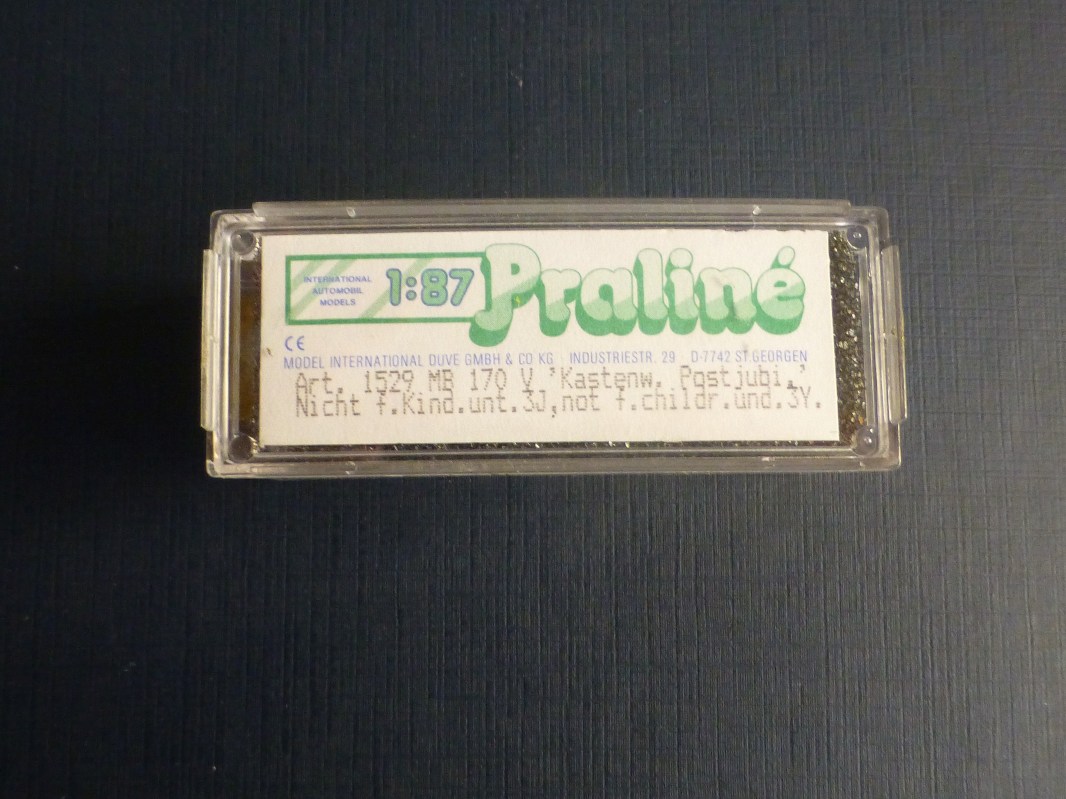 INTERNATIONAL
AUTOMOBIL
MODELS
1:87
Praliné
CE
MODEL INTERNATIONAL DUVE GMBH & CO KG INDUSTRIESTR. 29 D-7742 ST.GEORGEN
Art. 1529 MB 170 V 'Kastenw. Postjubi.'
Nicht f.Kind.unt.3J,not f.childr.und.3Y.